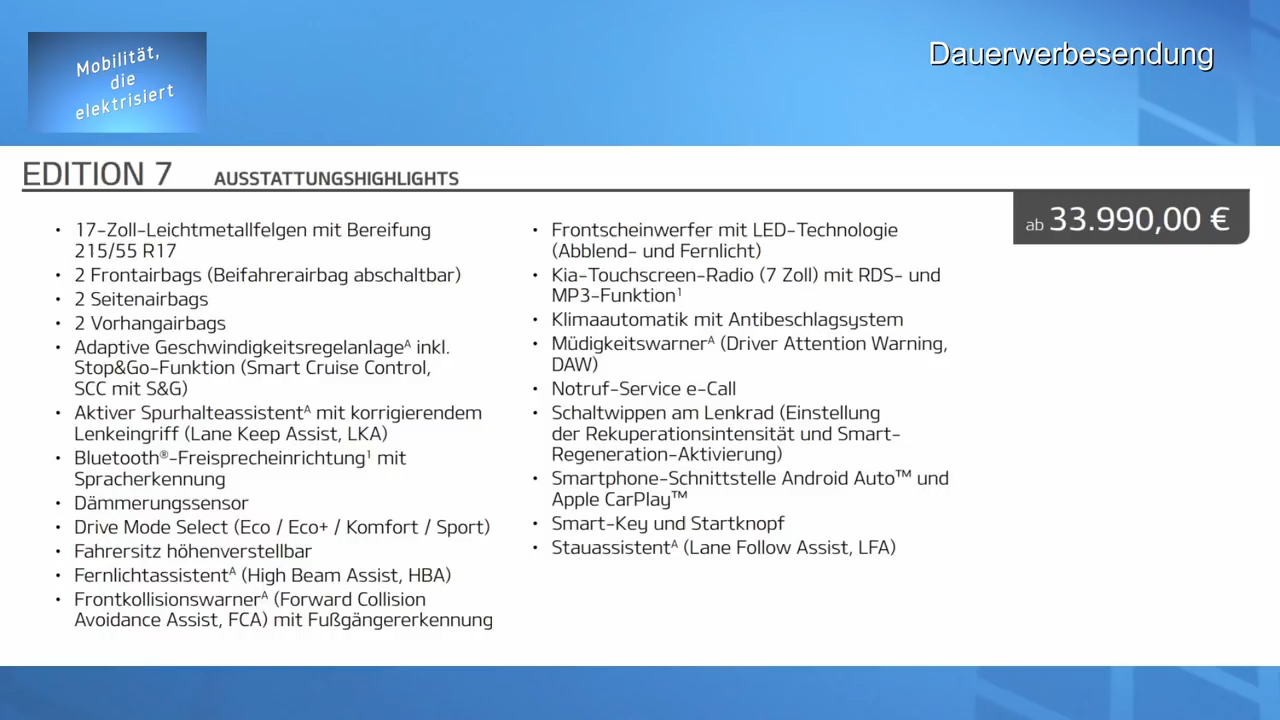 Mobilität,
die
elektrisiert
Dauerwerbesendung
EDITION 7 AUSSTATTUNGSHIGHLIGHTS
ab 33.990,00 €
• 17-Zoll-Leichtmetallfelgen mit Bereifung
215/55 R17
• 2 Frontairbags (Beifahrerairbag abschaltbar)
• 2 Seitenairbags
• 2 Vorhangairbags
• Adaptive Geschwindigkeitsregelanlageᴬ inkl.
Stop&Go-Funktion (Smart Cruise Control,
SCC mit S&G)
• Aktiver Spurhalteassistentᴬ mit korrigierendem
Lenkeingriff (Lane Keep Assist, LKA)
• Bluetooth®-Freisprecheinrichtung¹ mit
Spracherkennung
• Dämmerungssensor
• Drive Mode Select (Eco / Eco+ / Komfort / Sport)
• Fahrersitz höhenverstellbar
• Fernlichtassistentᴬ (High Beam Assist, HBA)
• Frontkollisionswarnerᴬ (Forward Collision
Avoidance Assist, FCA) mit Fußgängererkennung
• Frontscheinwerfer mit LED-Technologie
(Abblend- und Fernlicht)
• Kia-Touchscreen-Radio (7 Zoll) mit RDS- und
MP3-Funktion¹
• Klimaautomatik mit Antibeschlagsystem
• Müdigkeitswarnerᴬ (Driver Attention Warning,
DAW)
• Notruf-Service e-Call
• Schaltwippen am Lenkrad (Einstellung
der Rekuperationsintensität und Smart-
Regeneration-Aktivierung)
• Smartphone-Schnittstelle Android Auto™ und
Apple CarPlay™
• Smart-Key und Startknopf
• Stauassistentᴬ (Lane Follow Assist, LFA)